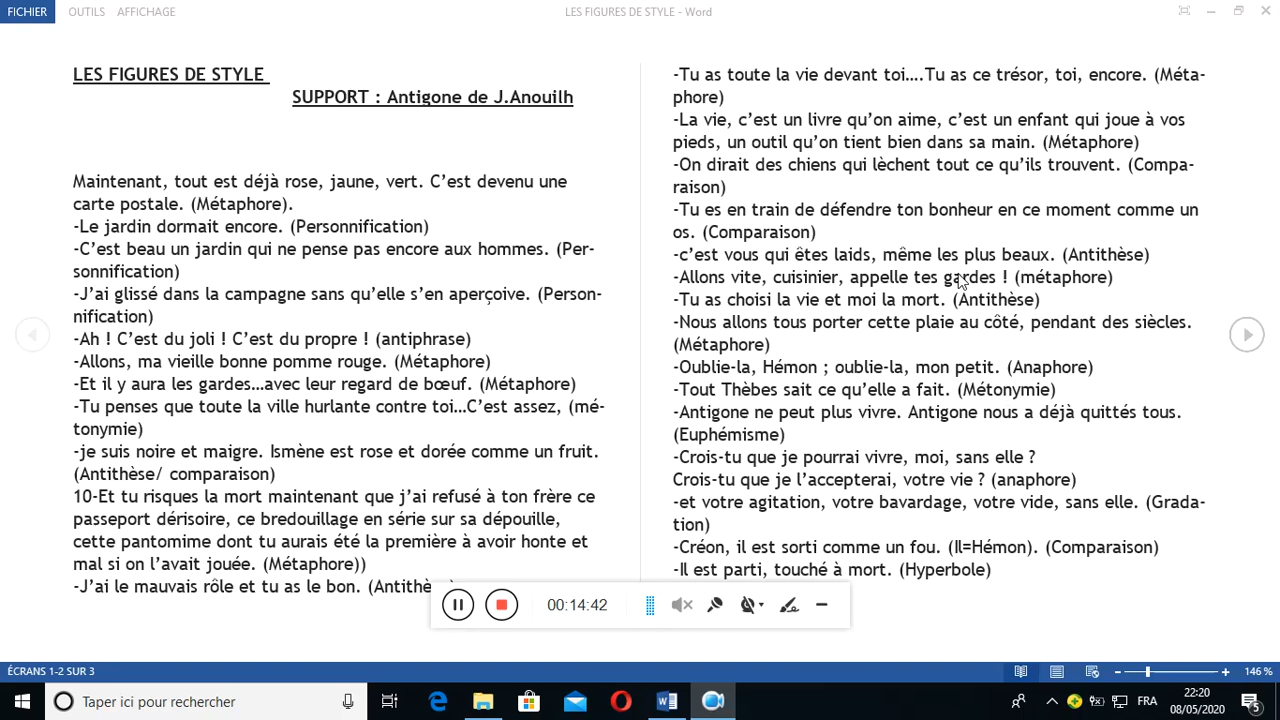 FICHIER OUTILS AFFICHAGE LES FIGURES DE STYLE - Word
LES FIGURES DE STYLE
SUPPORT : Antigone de J.Anouilh
Maintenant, tout est déjà rose, jaune, vert. C’est devenu une
carte postale. (Métaphore).
-Le jardin dormait encore. (Personnification)
-C’est beau un jardin qui ne pense pas encore aux hommes. (Per-
sonnification)
-J’ai glissé dans la campagne sans qu’elle s’en aperçoive. (Person-
nification)
-Ah ! C’est du joli ! C’est du propre ! (antiphrase)
-Allons, ma vieille bonne pomme rouge. (Métaphore)
-Et il y aura les gardes…avec leur regard de bœuf. (Métaphore)
-Tu penses que toute la ville hurlante contre toi…C’est assez, (mé-
tonymie)
-je suis noire et maigre. Ismène est rose et dorée comme un fruit.
(Antithèse/ comparaison)
10-Et tu risques la mort maintenant que j’ai refusé à ton frère ce
passeport dérisoire, ce bredouillage en série sur sa dépouille,
cette pantomime dont tu aurais été la première à avoir honte et
mal si on l’avait jouée. (Métaphore))
-J’ai le mauvais rôle et tu as le bon.
-Tu as toute la vie devant toi….Tu as ce trésor, toi, encore. (Méta-
phore)
-La vie, c’est un livre qu’on aime, c’est un enfant qui joue à vos
pieds, un outil qu’on tient bien dans sa main. (Métaphore)
-On dirait des chiens qui lèchent tout ce qu’ils trouvent. (Compa-
raison)
-Tu es en train de défendre ton bonheur en ce moment comme un
os. (Comparaison)
-c’est vous qui êtes laids, même les plus beaux. (Antithèse)
-Allons vite, cuisinier, appelle tes gardes ! (métaphore)
-Tu as choisi la vie et moi la mort. (Antithèse)
-Nous allons tous porter cette plaie au côté, pendant des siècles.
(Métaphore)
-Oublie-la, Hémon ; oublie-la, mon petit. (Anaphore)
-Tout Thèbes sait ce qu’elle a fait. (Métonymie)
-Antigone ne peut plus vivre. Antigone nous a déjà quittés tous.
(Euphémisme)
-Crois-tu que je pourrai vivre, moi, sans elle ?
Crois-tu que je l’accepterai, votre vie ? (anaphore)
-et votre agitation, votre bavardage, votre vide, sans elle. (Grada-
tion)
-Créon, il est sorti comme un fou. (Il=Hémon). (Comparaison)
-Il est parti, touché à mort. (Hyperbole)
00:14:42
ÉCRANS 1-2 SUR 3 146 %
Taper ici pour rechercher FRA 22:20
08/05/2020 5